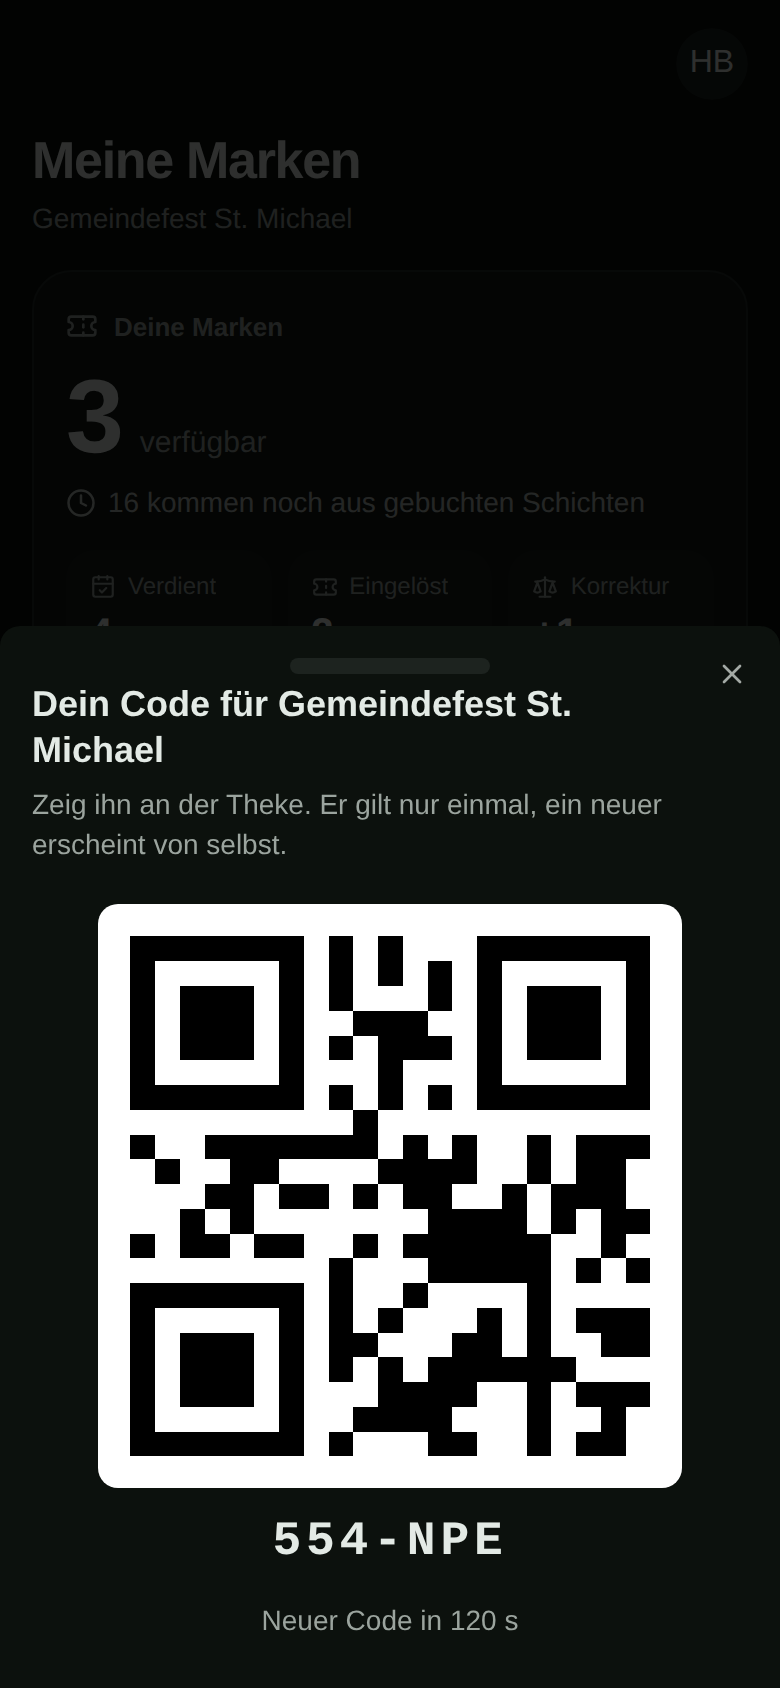 HB
Meine Marken
Gemeindefest St. Michael
Deine Marken
3 verfügbar
16 kommen noch aus gebuchten Schichten
Verdient Eingelöst Korrektur
Dein Code für Gemeindefest St.
Michael
Zeig ihn an der Theke. Er gilt nur einmal, ein neuer
erscheint von selbst.
554-NPE
Neuer Code in 120 s